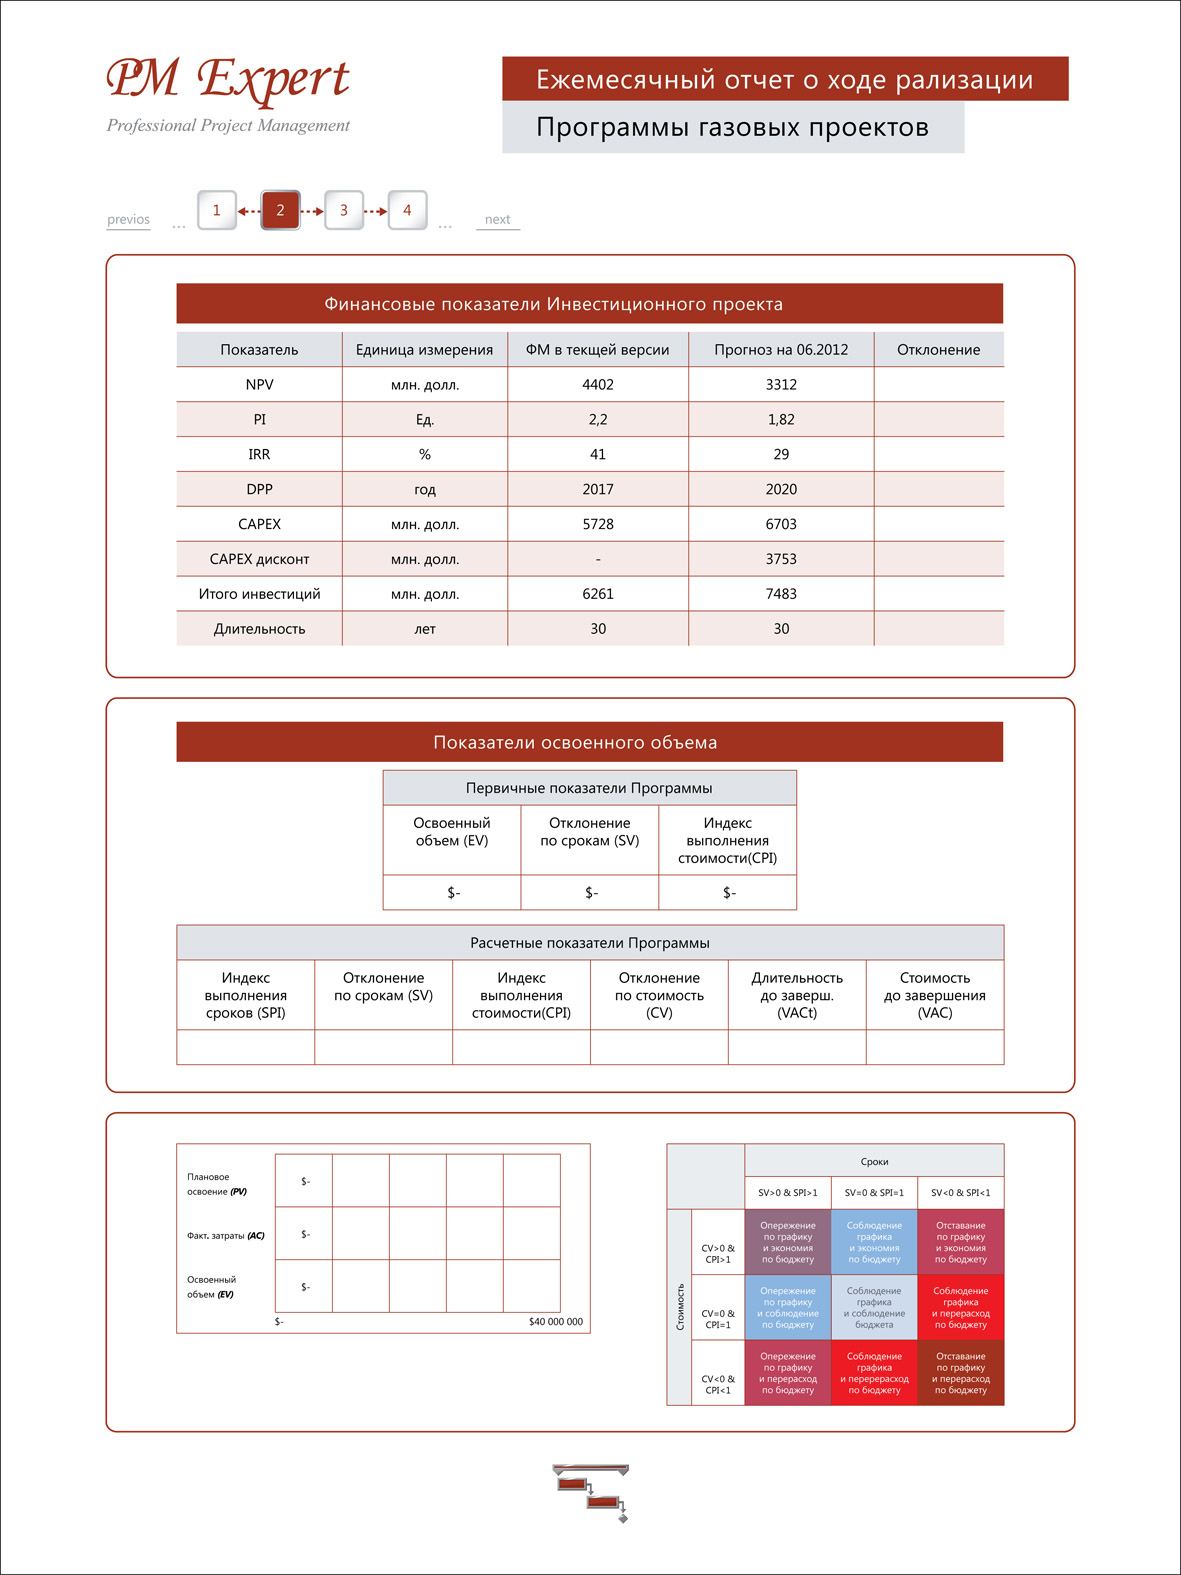 PM Expert
Professional Project Management
Ежемесячный отчет о ходе рализации
Программы газовых проектов
previos ... 1 2 3 4 ... next
Финансовые показатели Инвестиционного проекта
Показатель Единица измерения ФМ в текщей версии Прогноз на 06.2012 Отклонение
NPV млн. долл. 4402 3312
PI Ед. 2,2 1,82
IRR % 41 29
DPP год 2017 2020
CAPEX млн. долл. 5728 6703
CAPEX дисконт млн. долл. - 3753
Итого инвестиций млн. долл. 6261 7483
Длительность лет 30 30
Показатели освоенного объема
Первичные показатели Программы
Освоенный
объем (EV)
Отклонение
по срокам (SV)
Индекс
выполнения
стоимости(CPI)
$- $- $-
Расчетные показатели Программы
Индекс
выполнения
сроков (SPI)
Отклонение
по срокам (SV)
Индекс
выполнения
стоимости(CPI)
Отклонение
по стоимость
(CV)
Длительность
до заверш.
(VACt)
Стоимость
до завершения
(VAC)
Плановое
освоение (PV)
$-
Факт. затраты (AC)
$-
Освоенный
объем (EV)
$-
$- $40 000 000
Сроки
SV>0 & SPI>1 SV=0 & SPI=1 SV<0 & SPI<1
Стоимость
CV>0 &
CPI>1
Опережение
по графику
и экономия
по бюджету
Соблюдение
графика
и экономия
по бюджету
Отставание
по графику
и экономия
по бюджету
CV=0 &
CPI=1
Опережение
по графику
и соблюдение
по бюджету
Соблюдение
графика
и соблюдение
бюджета
Соблюдение
графика
и перерасход
по бюджету
CV<0 &
CPI<1
Опережение
по графику
и перерасход
по бюджету
Соблюдение
графика
и перерерасход
по бюджету
Отставание
по графику
и перерасход
по бюджету